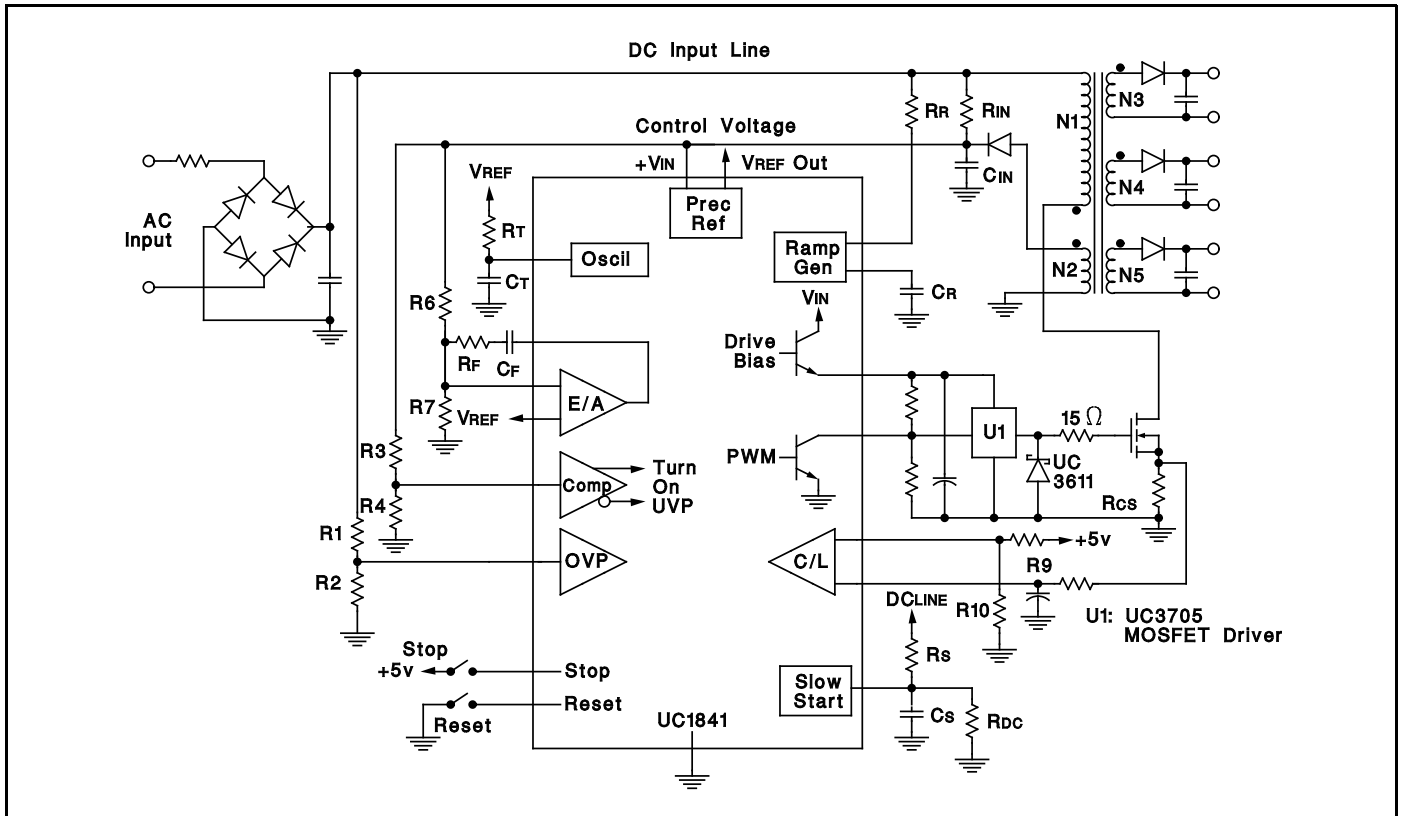 DC Input Line
N3
RR
RIN
N1
Control Voltage
+VIN
VREF Out
VREF
CIN
N4
Prec
Ref
AC
Input
RT
Oscil
Ramp
Gen
N2
N5
CT
CR
R6
VIN
Drive
Bias
RF
CF
R7
VREF
E/A
15 Ω
U1
R3
PWM
UC
3611
Comp
Turn
On
UVP
R4
RCS
R1
OVP
C/L
+5v
R9
R2
DCLINE
R10
U1: UC3705
MOSFET Driver
Stop
+5v
Stop
RS
Slow
Start
Reset
Reset
UC1841
CS
RDC